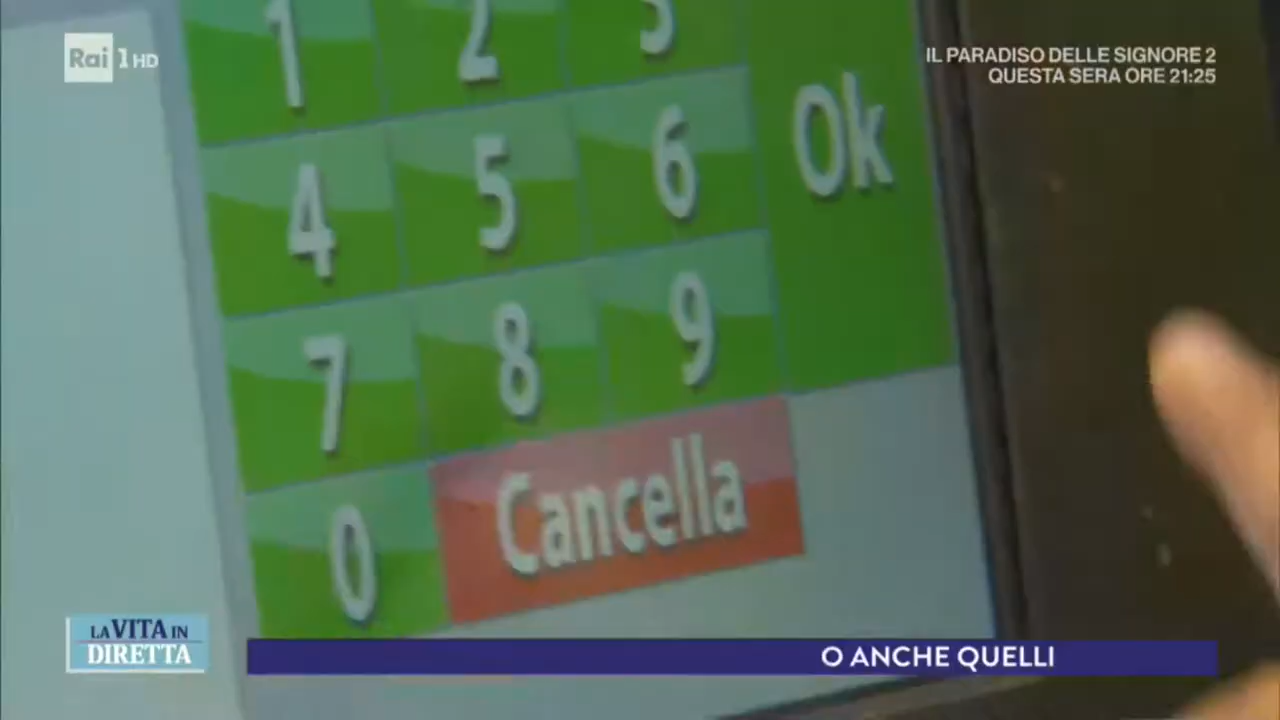 Rai 1 HD
IL PARADISO DELLE SIGNORE 2
QUESTA SERA ORE 21:25
1 2 3
Ok
4 5 6
7 8 9
0 Cancella
LA VITA IN
DIRETTA
O ANCHE QUELLI